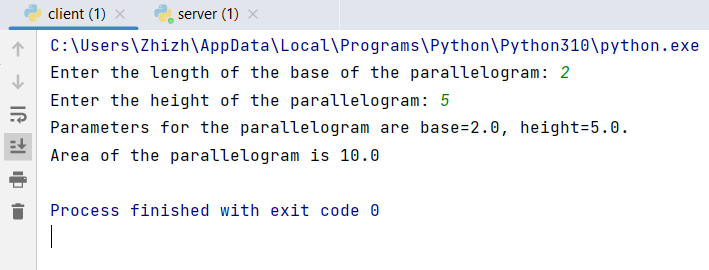 client (1) server (1)
C:\Users\Zhizh\AppData\Local\Programs\Python\Python310\python.exe
Enter the length of the base of the parallelogram: 2
Enter the height of the parallelogram: 5
Parameters for the parallelogram are base=2.0, height=5.0.
Area of the parallelogram is 10.0
Process finished with exit code 0